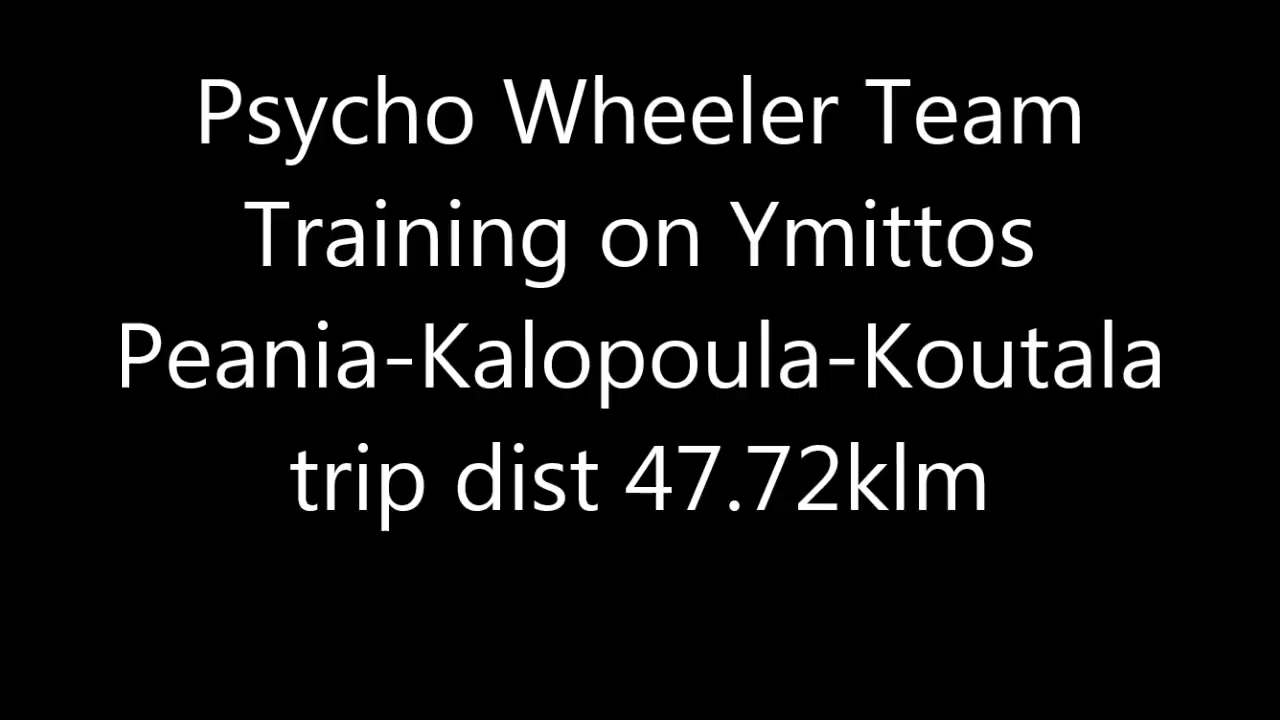 Psycho Wheeler Team
Training on Ymittos
Peania-Kalopoula-Koutala
trip dist 47.72klm